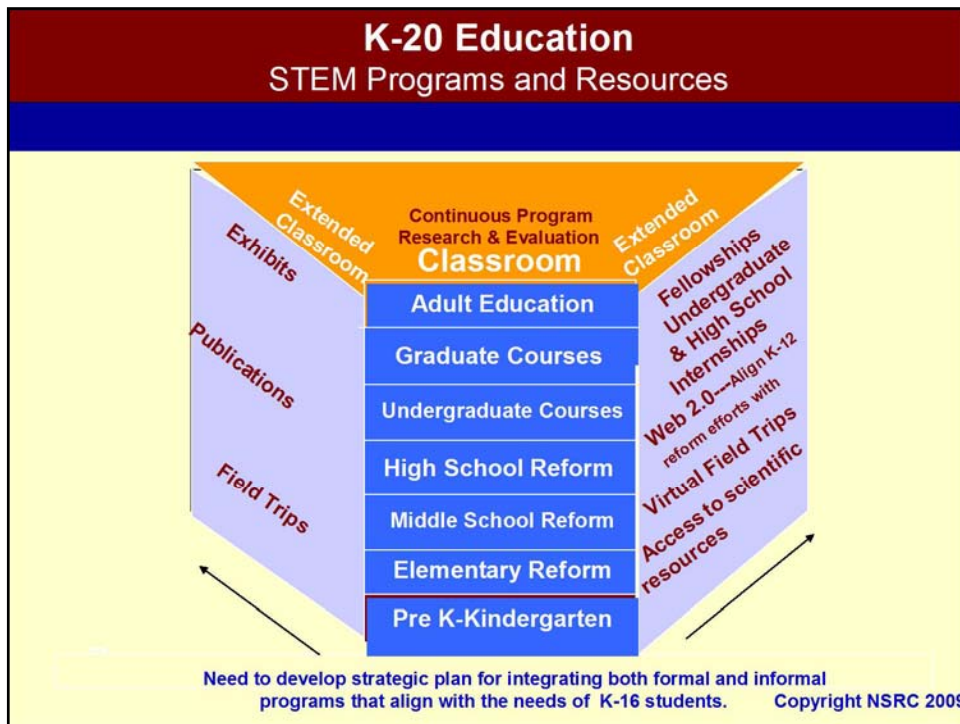 K-20 Education
STEM Programs and Resources
Extended
Classroom
Continuous Program
Research & Evaluation
Classroom
Extended
Classroom
Exhibits
Publications
Field Trips
Adult Education
Graduate Courses
Undergraduate Courses
High School Reform
Middle School Reform
Elementary Reform
Pre K-Kindergarten
Fellowships
Undergraduate
& High School
Internships
Web 2.0---Align K-12
reform efforts with
Virtual Field Trips
Access to scientific
resources
Need to develop strategic plan for integrating both formal and informal
programs that align with the needs of K-16 students.
Copyright NSRC 2009